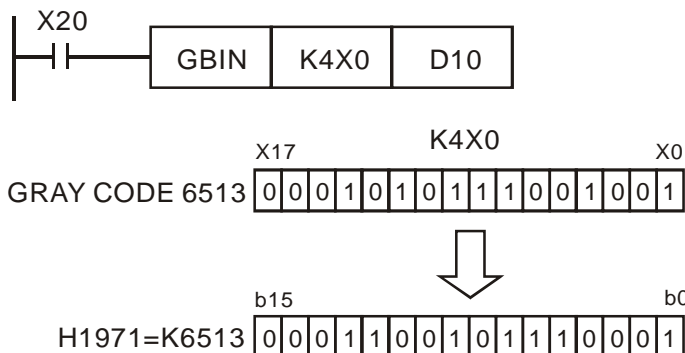 X20
GBIN K4X0 D10
K4X0
X17 X0
GRAY CODE 6513 0 0 0 1 0 1 0 1 1 1 0 0 1 0 0 1
b15 b0
H1971=K6513 0 0 0 1 1 0 0 1 0 1 1 1 0 0 0 1